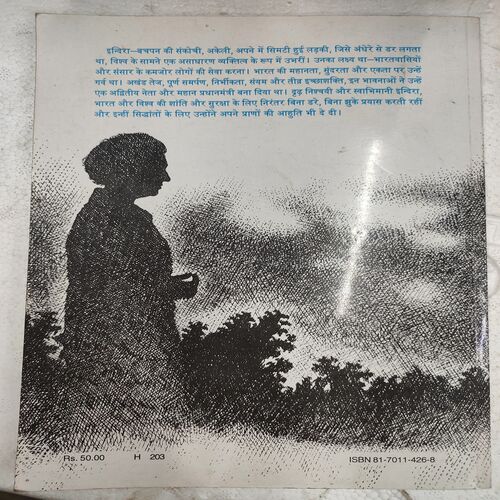 इन्दिरा—बचपन की संकोची, अकेली, अपने में सिमटी हुई लड़की, जिसे अंधेरे से डर लगता
था, विश्व के सामने एक असाधारण व्यक्तित्व के रूप में उभरीं। उनका लक्ष्य था—भारतवासियों
और संसार के कमजोर लोगों की सेवा करना। भारत की महानता, सुंदरता और एकता पर उन्हें
गर्व था। अखंड तेज, पूर्ण समर्पण, निर्भीकता, संयम और तीव्र इच्छाशक्ति, इन भावनाओं ने उन्हें
एक अद्वितीय नेता और महान प्रधानमंत्री बना दिया था। दृढ़ निश्चयी और स्वाभिमानी इन्दिरा,
भारत और विश्व की शांति और सुरक्षा के लिए निरंतर बिना डरे, बिना झुके प्रयास करती रहीं
और इन्हीं सिद्धांतों के लिए उन्होंने अपने प्राणों की आहुति भी दे दी।
Rs. 50.00 H 203 ISBN 81-7011-426-8